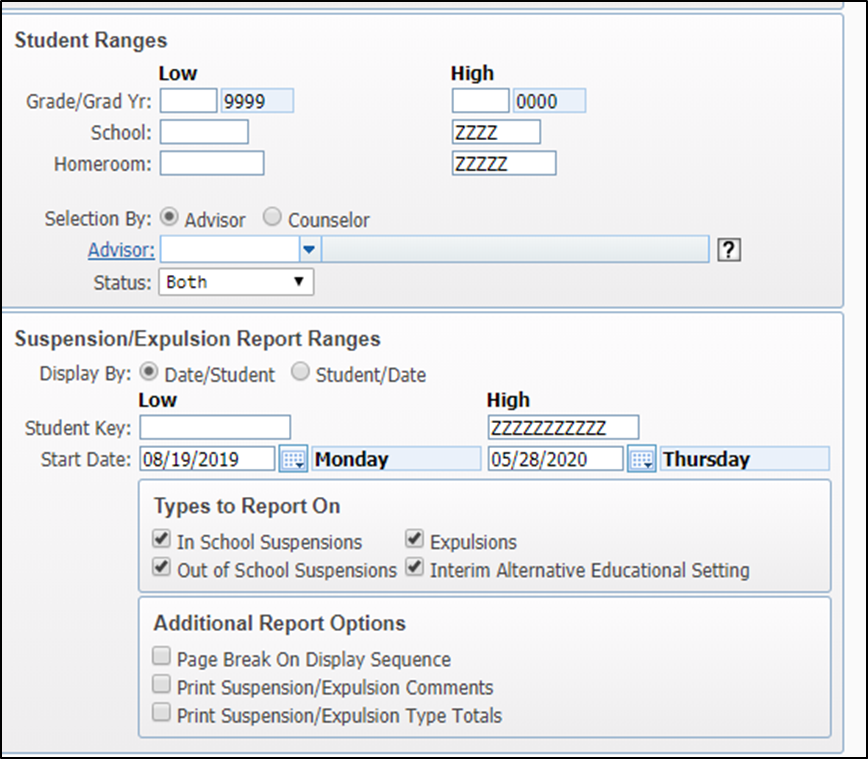 Student Ranges
Low High
Grade/Grad Yr: 9999 0000
School: ZZZZ
Homeroom: ZZZZZ
Selection By: Advisor Counselor
Advisor: ?
Status: Both
Suspension/Expulsion Report Ranges
Display By: Date/Student Student/Date
Low High
Student Key: ZZZZZZZZZZZ
Start Date: 08/19/2019 Monday 05/28/2020 Thursday
Types to Report On
In School Suspensions Expulsions
Out of School Suspensions Interim Alternative Educational Setting
Additional Report Options
Page Break On Display Sequence
Print Suspension/Expulsion Comments
Print Suspension/Expulsion Type Totals